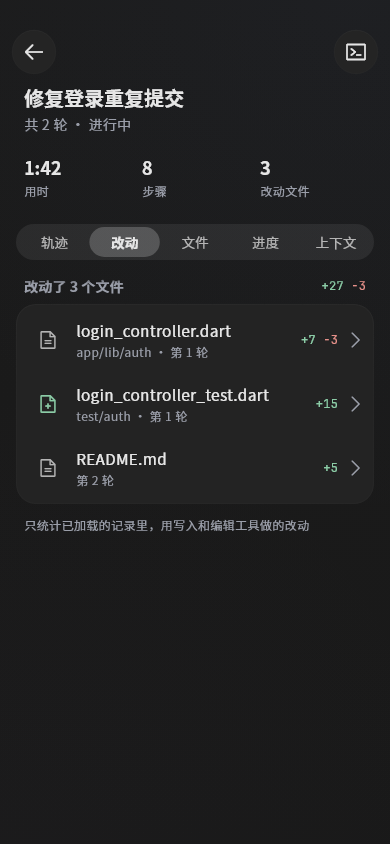 修复登录重复提交
共 2 轮 · 进行中
1:42 8 3
用时 步骤 改动文件
轨迹 改动 文件 进度 上下文
改动了 3 个文件 +27 -3
login_controller.dart +7 -3
app/lib/auth · 第 1 轮
login_controller_test.dart +15
test/auth · 第 1 轮
README.md +5
第 2 轮
只统计已加载的记录里，用写入和编辑工具做的改动